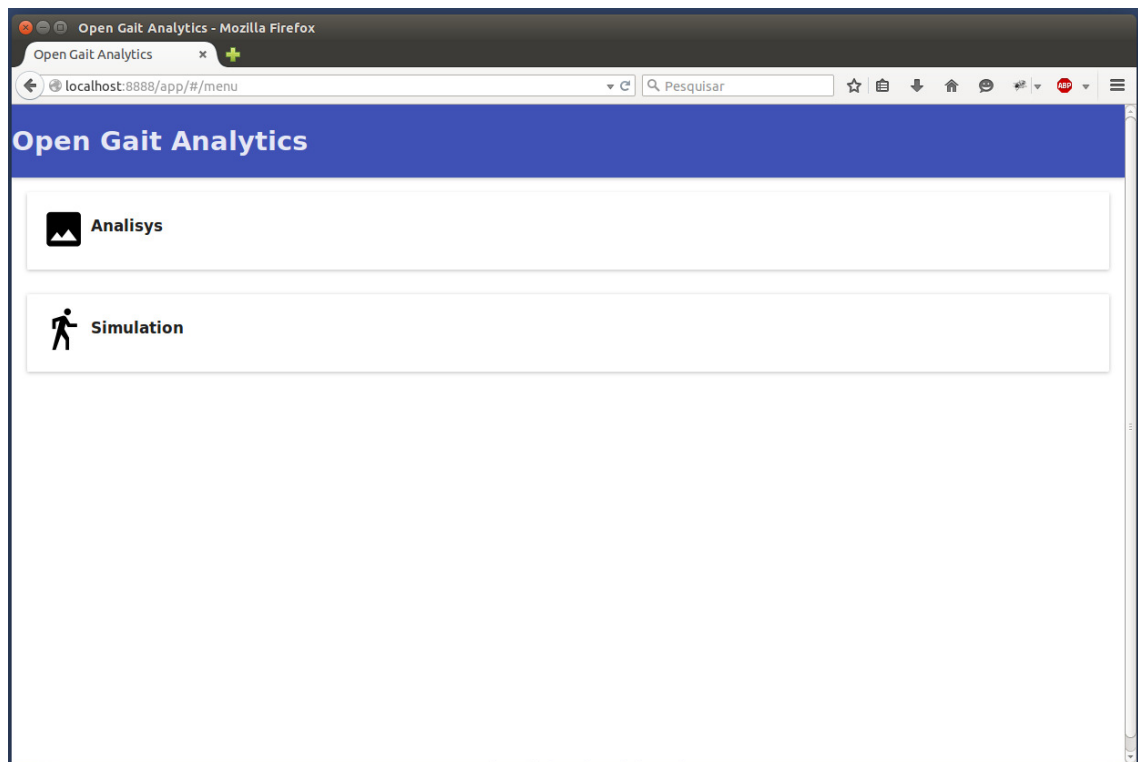 Open Gait Analytics - Mozilla Firefox
Open Gait Analytics
localhost:8888/app/#/menu
Pesquisar
ABP
Open Gait Analytics
Analisys
Simulation